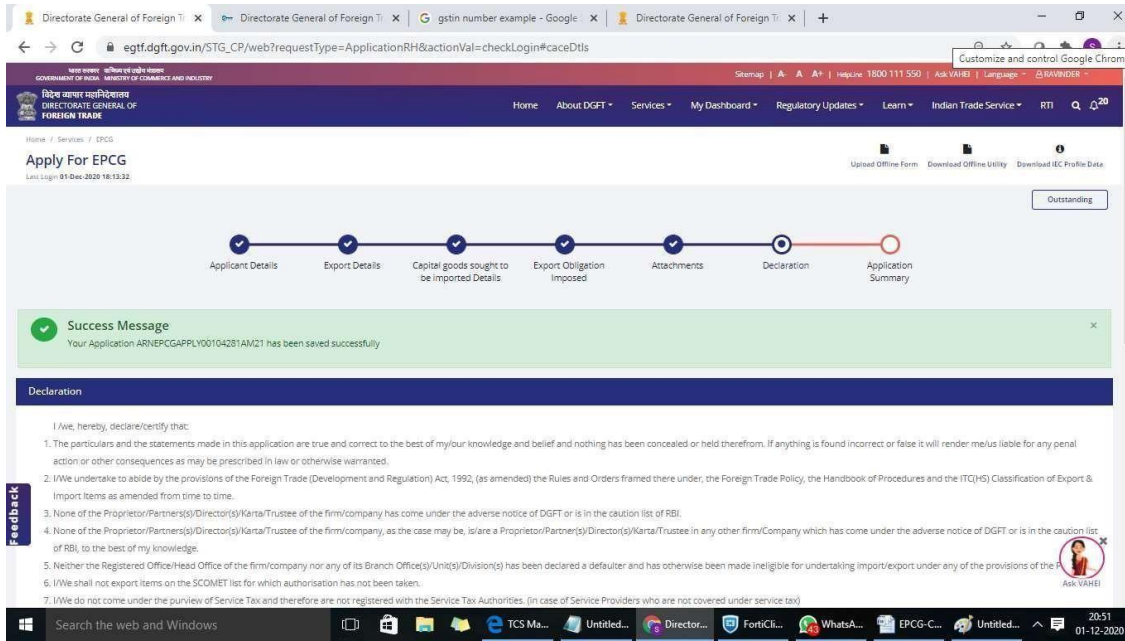 Directorate General of Foreign Tr
Directorate General of Foreign Tr
gstin number example - Google
Directorate General of Foreign Tr
egtf.dgft.gov.in/STG_CP/web?requestType=ApplicationRH&actionVal=checkLogin#caceDtls
Customize and control Google Chrom
भारत सरकार वाणिज्य एवं उद्योग मंत्रालय
GOVERNMENT OF INDIA MINISTRY OF COMMERCE AND INDUSTRY
Sitemap | A- A A+ | HELPLINE 1800 111 550 | Ask VAHEI | Language RAVINDER
विदेश व्यापार महानिदेशालय
DIRECTORATE GENERAL OF
FOREIGN TRADE
Home About DGFT Services My Dashboard Regulatory Updates Learn Indian Trade Service RTI 20
Home / Services / EPCG
Apply For EPCG
Last Login 01-Dec-2020 18:13:32
Upload Offline Form Download Offline Utility Download IEC Profile Data
Outstanding
Applicant Details
Export Details
Capital goods sought to
be imported Details
Export Obligation
Imposed
Attachments
Declaration
Application
Summary
Success Message
Your Application ARNEPCGAPPLY00104281AM21 has been saved successfully
Declaration
I /we, hereby, declare/certify that:
1. The particulars and the statements made in this application are true and correct to the best of my/our knowledge and belief and nothing has been concealed or held therefrom. If anything is found incorrect or false it will render me/us liable for any penal
action or other consequences as may be prescribed in law or otherwise warranted.
2. I/We undertake to abide by the provisions of the Foreign Trade (Development and Regulation) Act, 1992, (as amended) the Rules and Orders framed there under, the Foreign Trade Policy, the Handbook of Procedures and the ITC(HS) Classification of Export &
Import Items as amended from time to time.
3. None of the Proprietor/Partners(s)/Director(s)/Karta/Trustee of the firm/company has come under the adverse notice of DGFT or is in the caution list of RBI.
4. None of the Proprietor/Partners(s)/Director(s)/Karta/Trustee of the firm/company, as the case may be, is/are a Proprietor/Partner(s)/Director(s)/Karta/Trustee in any other firm/Company which has come under the adverse notice of DGFT or is in the caution list
of RBI, to the best of my knowledge.
5. Neither the Registered Office/Head Office of the firm/company nor any of its Branch Office(s)/Unit(s)/Division(s) has been declared a defaulter and has otherwise been made ineligible for undertaking import/export under any of the provisions of the
6. I/We shall not export items on the SCOMET list for which authorisation has not been taken.
7. I/We do not come under the purview of Service Tax and therefore are not registered with the Service Tax Authorities. (in case of Service Providers who are not covered under service tax)
Feedback
Ask VAHEI
Search the web and Windows
TCS Ma... Untitled... Director... FortiCli... WhatsA... EPCG-C... Untitled...
43
20:51
01-12-2020